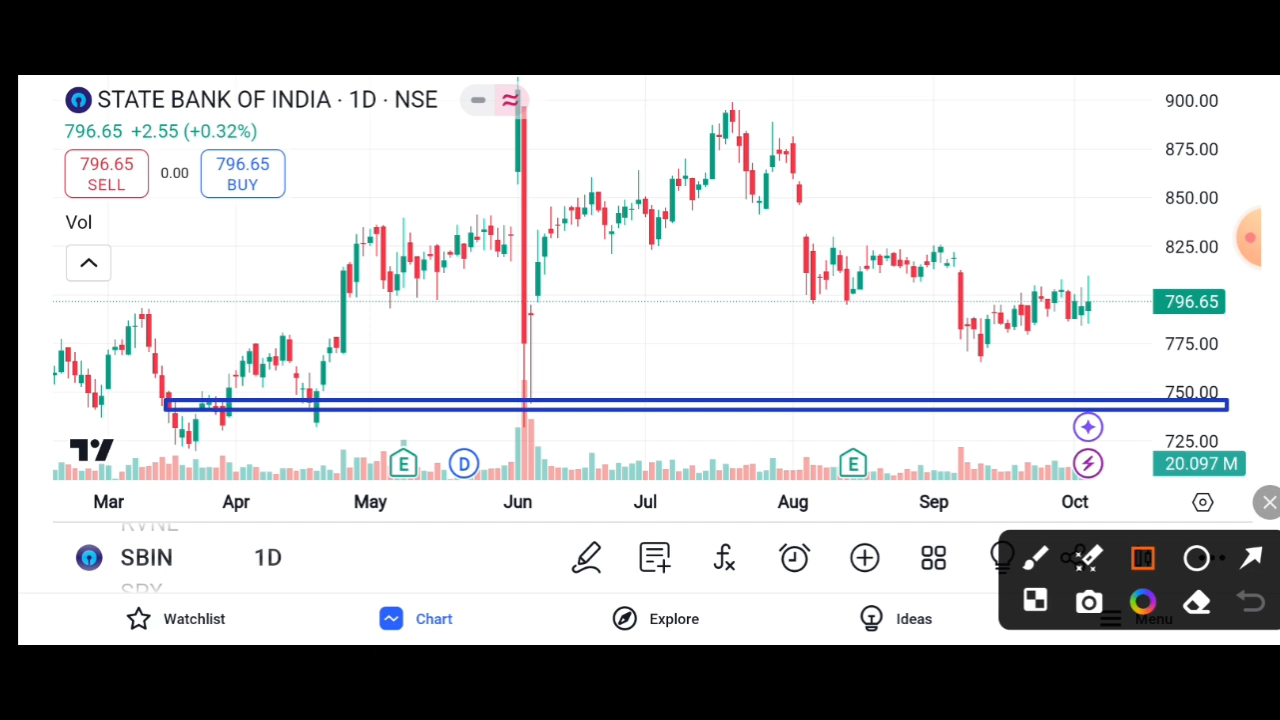 STATE BANK OF INDIA · 1D · NSE
900.00
796.65 +2.55 (+0.32%)
875.00
796.65 SELL
0.00
796.65 BUY
850.00
Vol
825.00
796.65
775.00
750.00
725.00
E
D
E
20.097 M
Mar Apr May Jun Jul Aug Sep Oct
SBIN 1D
Watchlist
Chart
Explore
Ideas
Menu